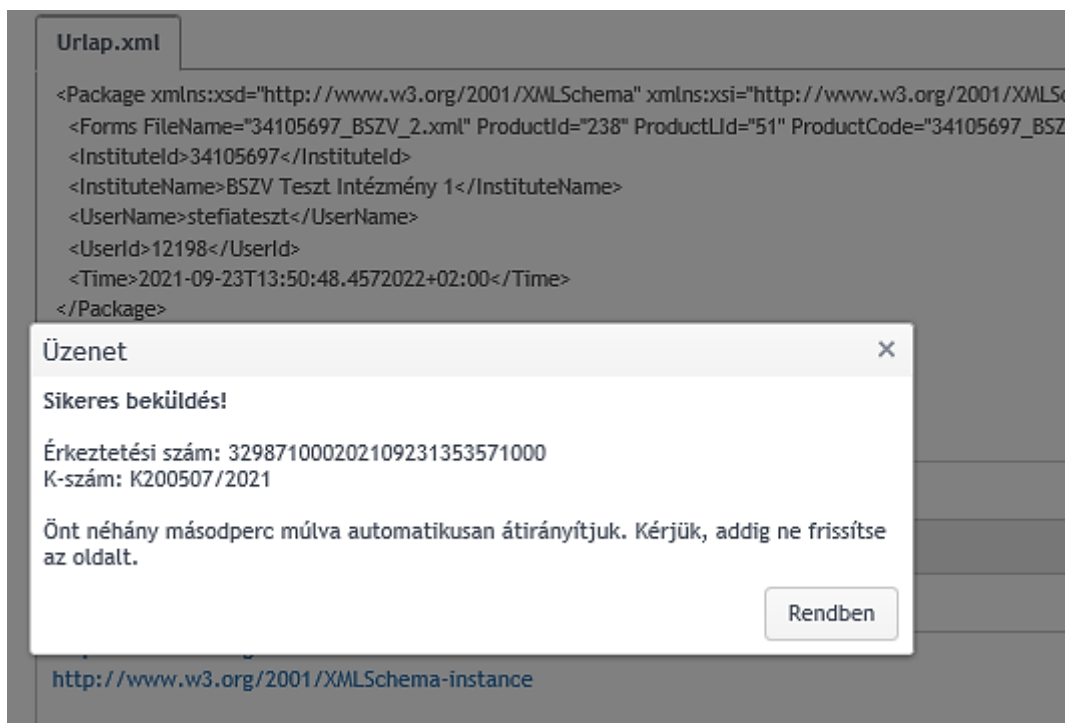 Urlap.xml
<Package xmlns:xsd="http://www.w3.org/2001/XMLSchema" xmlns:xsi="http://www.w3.org/2001/XMLSc
<Forms FileName="34105697_BSZV_2.xml" ProductId="238" ProductLId="51" ProductCode="34105697_BSZ
<InstituteId>34105697</InstituteId>
<InstituteName>BSZV Teszt Intézmény 1</InstituteName>
<UserName>stefiateszt</UserName>
<UserId>12198</UserId>
<Time>2021-09-23T13:50:48.4572022+02:00</Time>
</Package>
Üzenet
Sikeres beküldés!
Érkeztetési szám: 329871000202109231353571000
K-szám: K200507/2021
Önt néhány másodperc múlva automatikusan átirányítjuk. Kérjük, addig ne frissítse
az oldalt.
Rendben
http://www.w3.org/2001/XMLSchema-instance